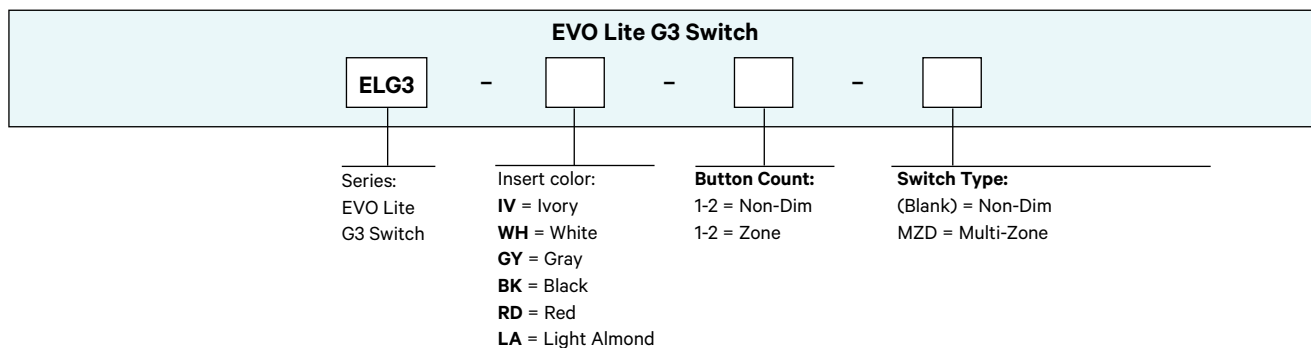 EVO Lite G3 Switch
ELG3 - - -
Series:
EVO Lite
G3 Switch
Insert color:
IV = Ivory
WH = White
GY = Gray
BK = Black
RD = Red
LA = Light Almond
Button Count:
1-2 = Non-Dim
1-2 = Zone
Switch Type:
(Blank) = Non-Dim
MZD = Multi-Zone